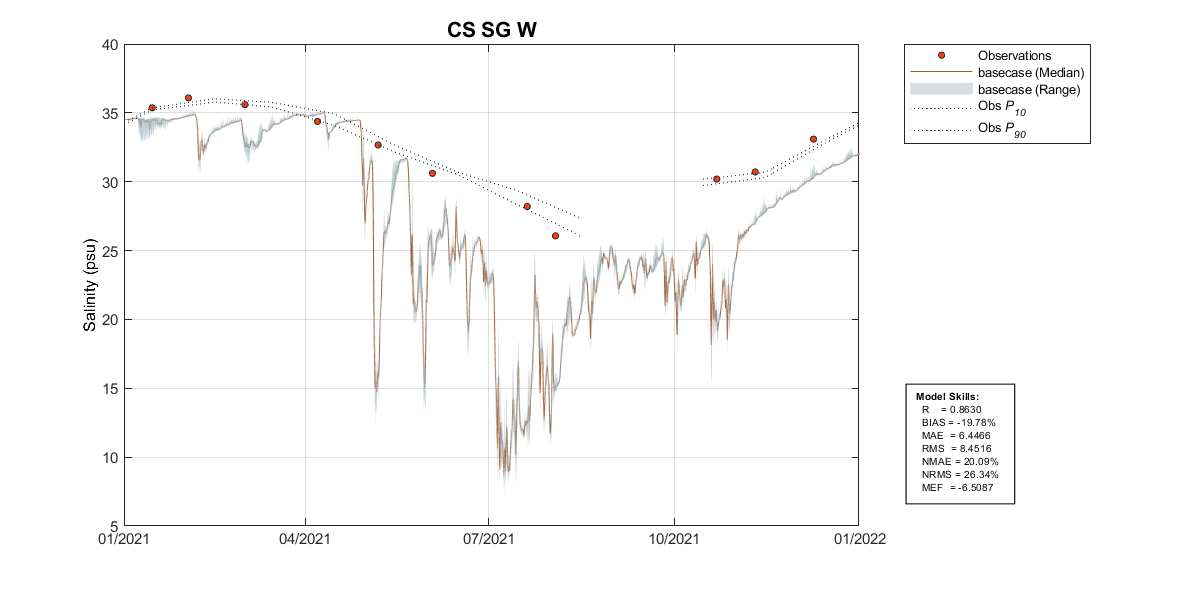 CS SG W
40
35
30
25
20
15
10
5
Salinity (psu)
01/2021
04/2021
07/2021
10/2021
01/2022
Observations
basecase (Median)
basecase (Range)
Obs P10
Obs P90
Model Skills:
R = 0.8630
BIAS = -19.78%
MAE = 6.4466
RMS = 8.4516
NMAE = 20.09%
NRMS = 26.34%
MEF = -6.5087